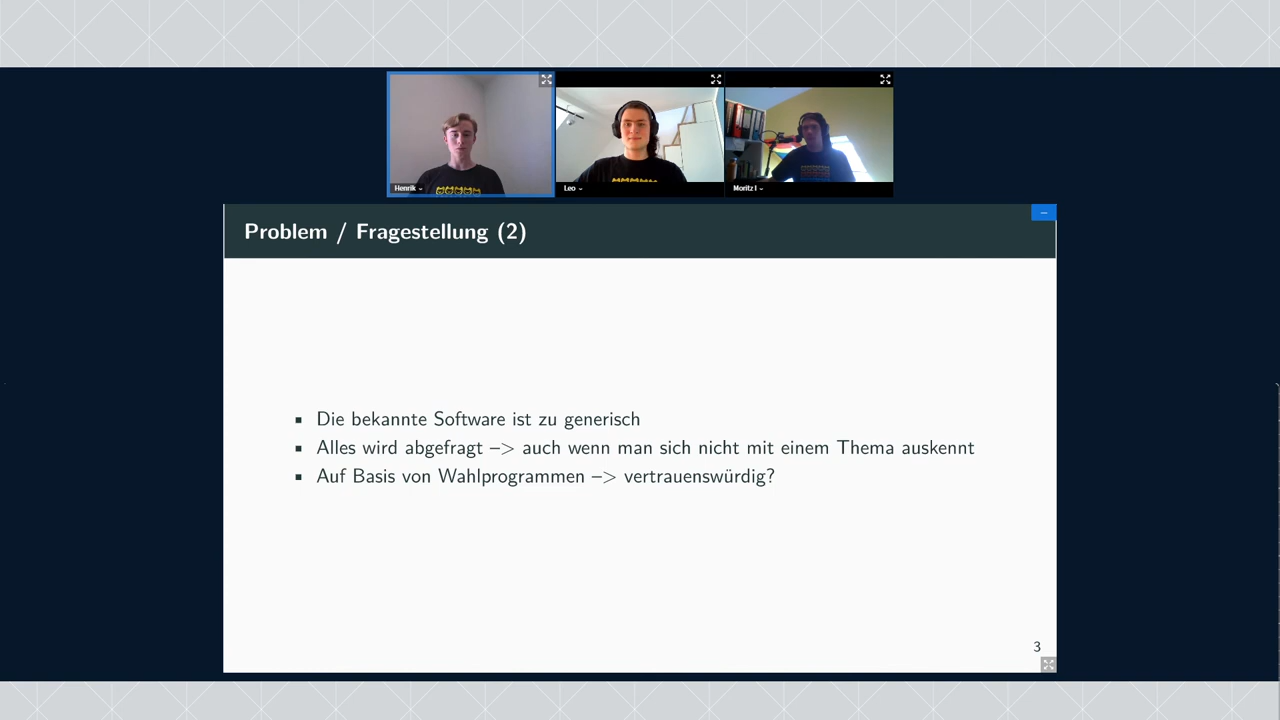 Henrik
Leo
Moritz I
Problem / Fragestellung (2)
Die bekannte Software ist zu generisch
Alles wird abgefragt –> auch wenn man sich nicht mit einem Thema auskennt
Auf Basis von Wahlprogrammen –> vertrauenswürdig?
3